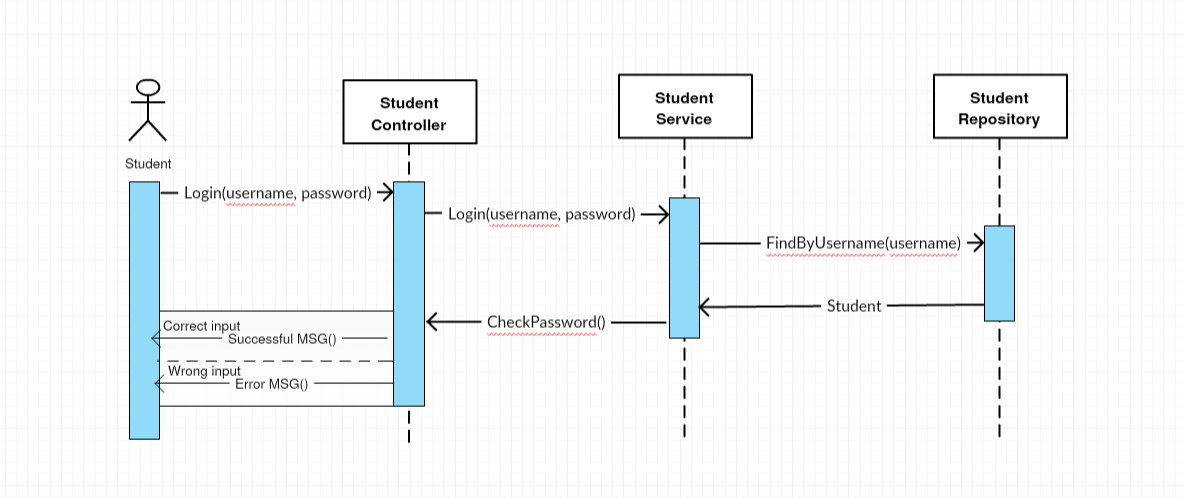 Student
Controller
Student
Service
Student
Repository
Student
Login(username, password)
Login(username, password)
FindByUsername(username)
Student
CheckPassword()
Correct input
Successful MSG()
Wrong input
Error MSG()